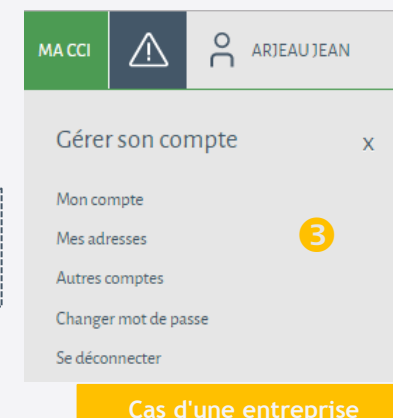 MA CCI
ARJEAU JEAN
Gérer son compte
X
Mon compte
Mes adresses
3
Autres comptes
Changer mot de passe
Se déconnecter
Cas d'une entreprise